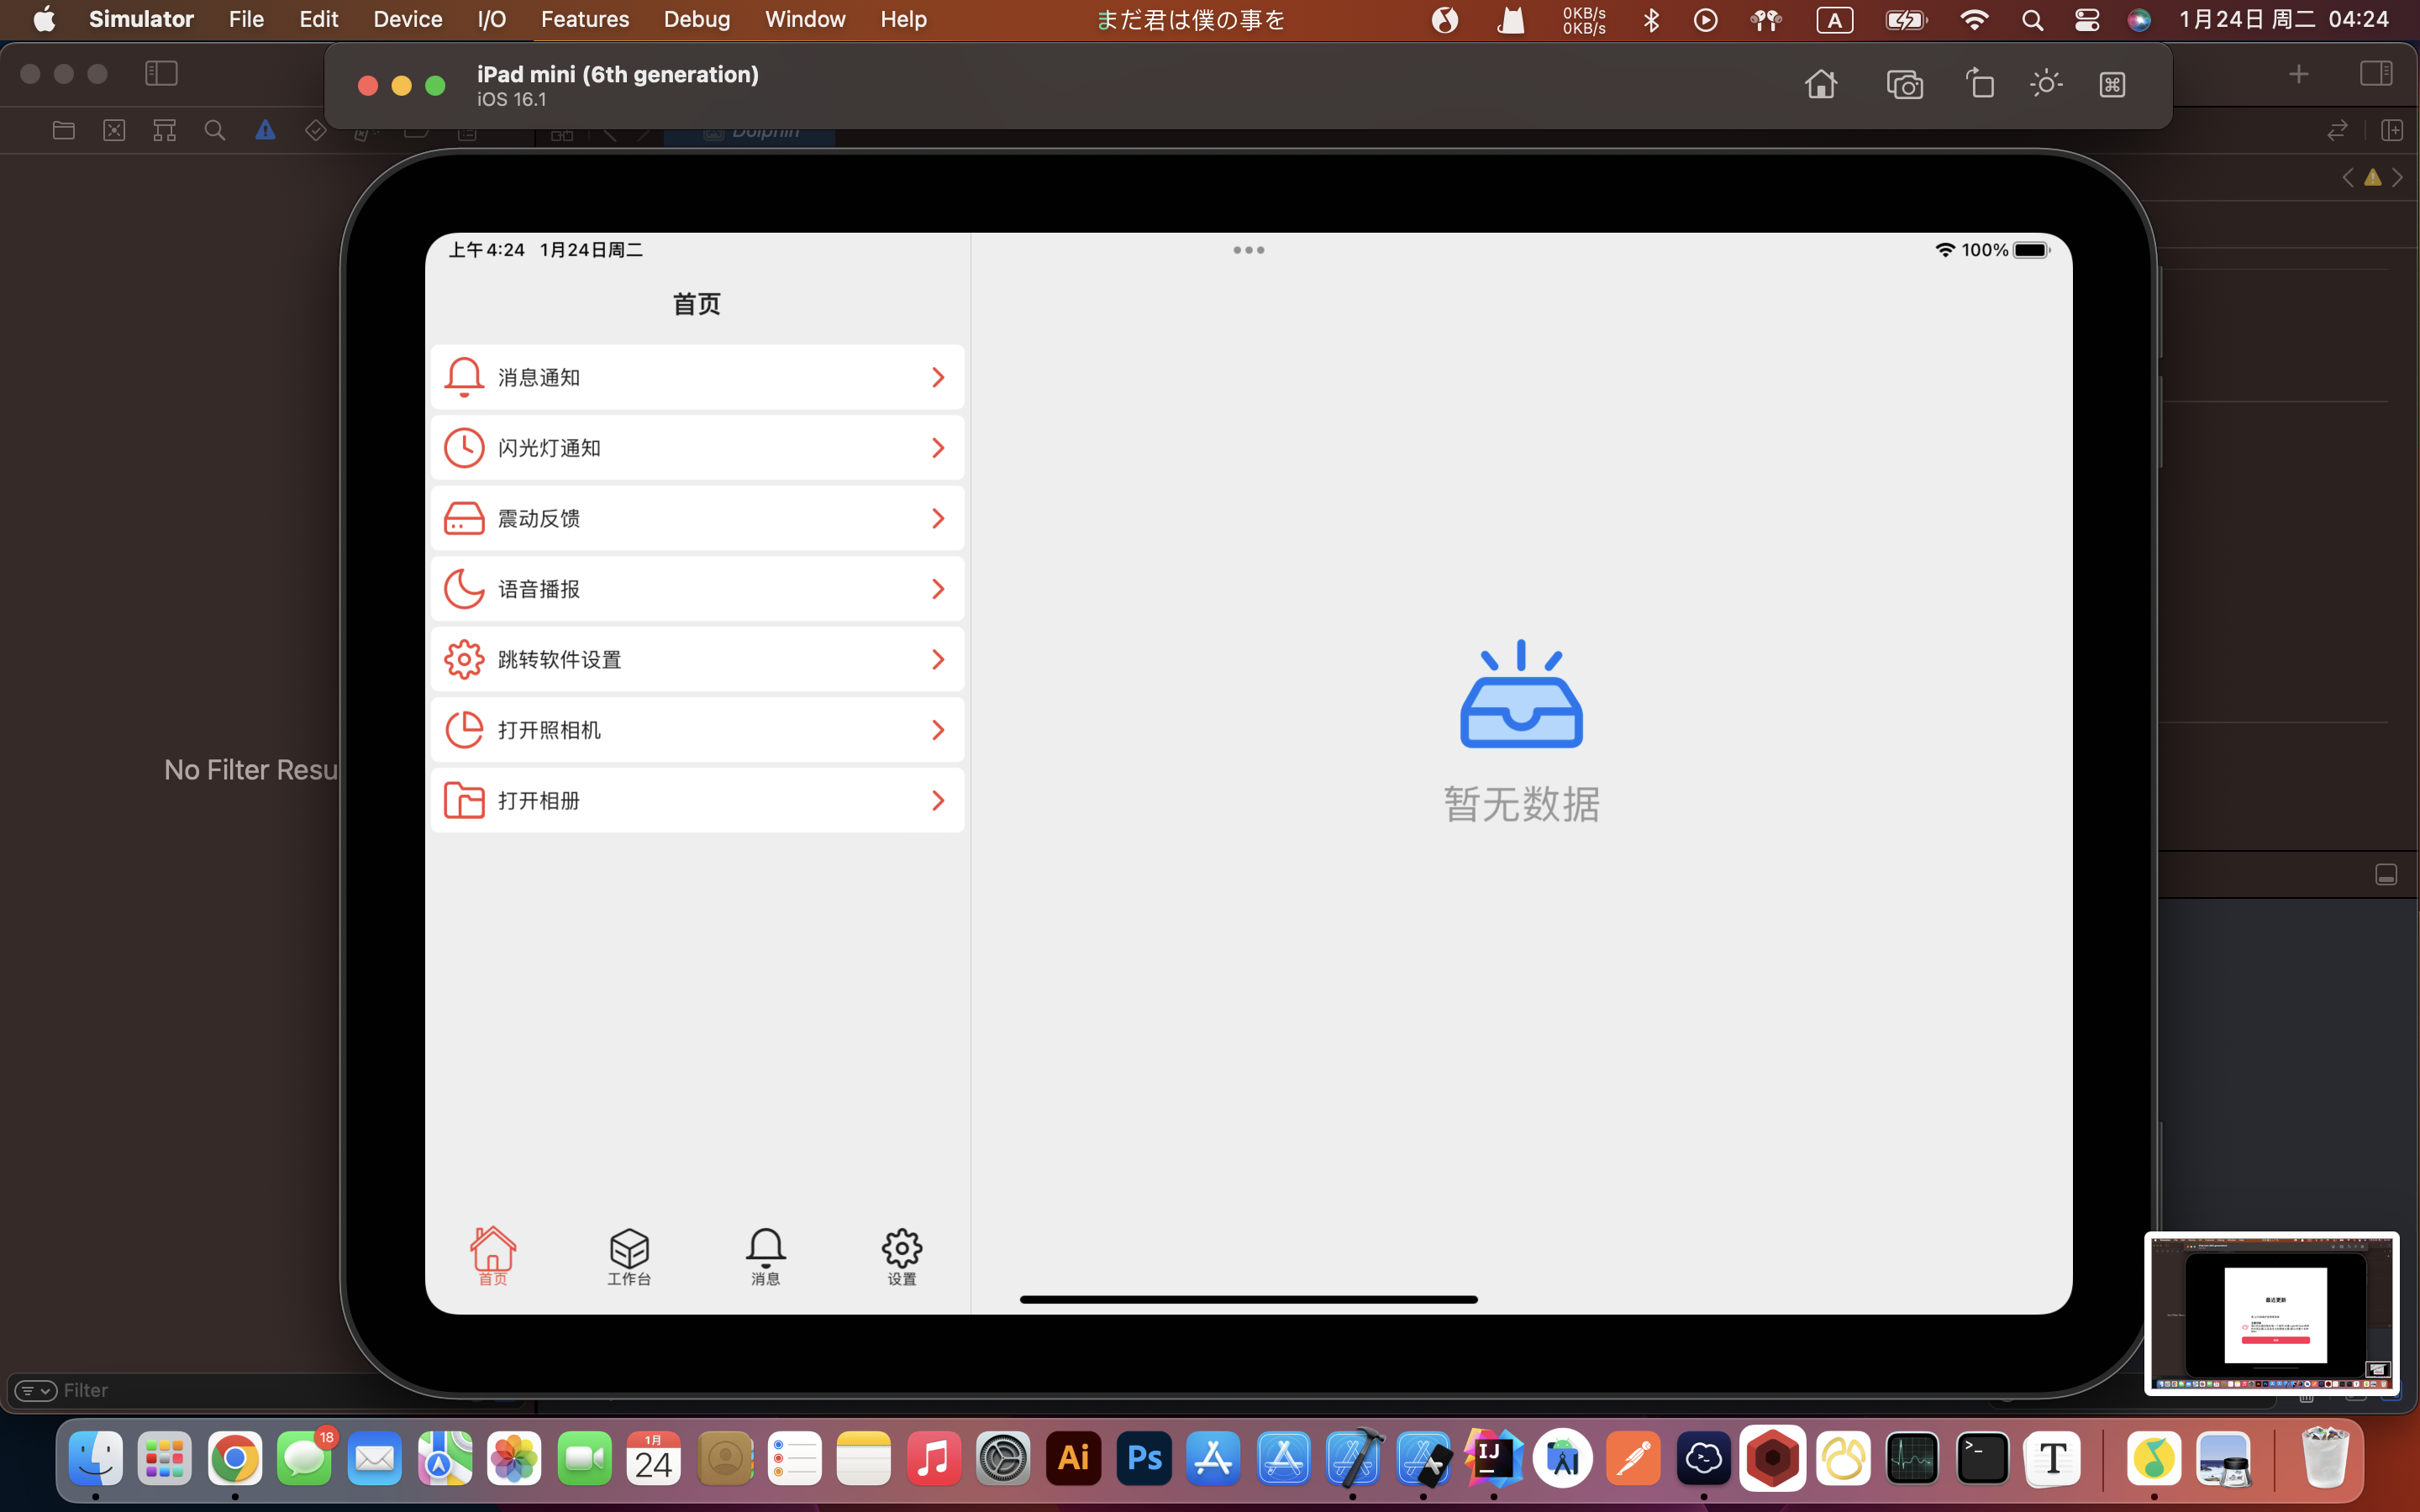 Simulator File Edit Device I/O Features Debug Window Help まだ君は僕の事を 0KB/s 0KB/s A 1月24日 周二 04:24
iPad mini (6th generation)
iOS 16.1
Dolphin
上午4:24 1月24日周二 100%
首页
消息通知
闪光灯通知
震动反馈
语音播报
跳转软件设置
打开照相机
打开相册
No Filter Resu
暂无数据
首页 工作台 消息 设置
最近更新
Filter
18
1月
24
Ai
Ps
IJ
>_
T